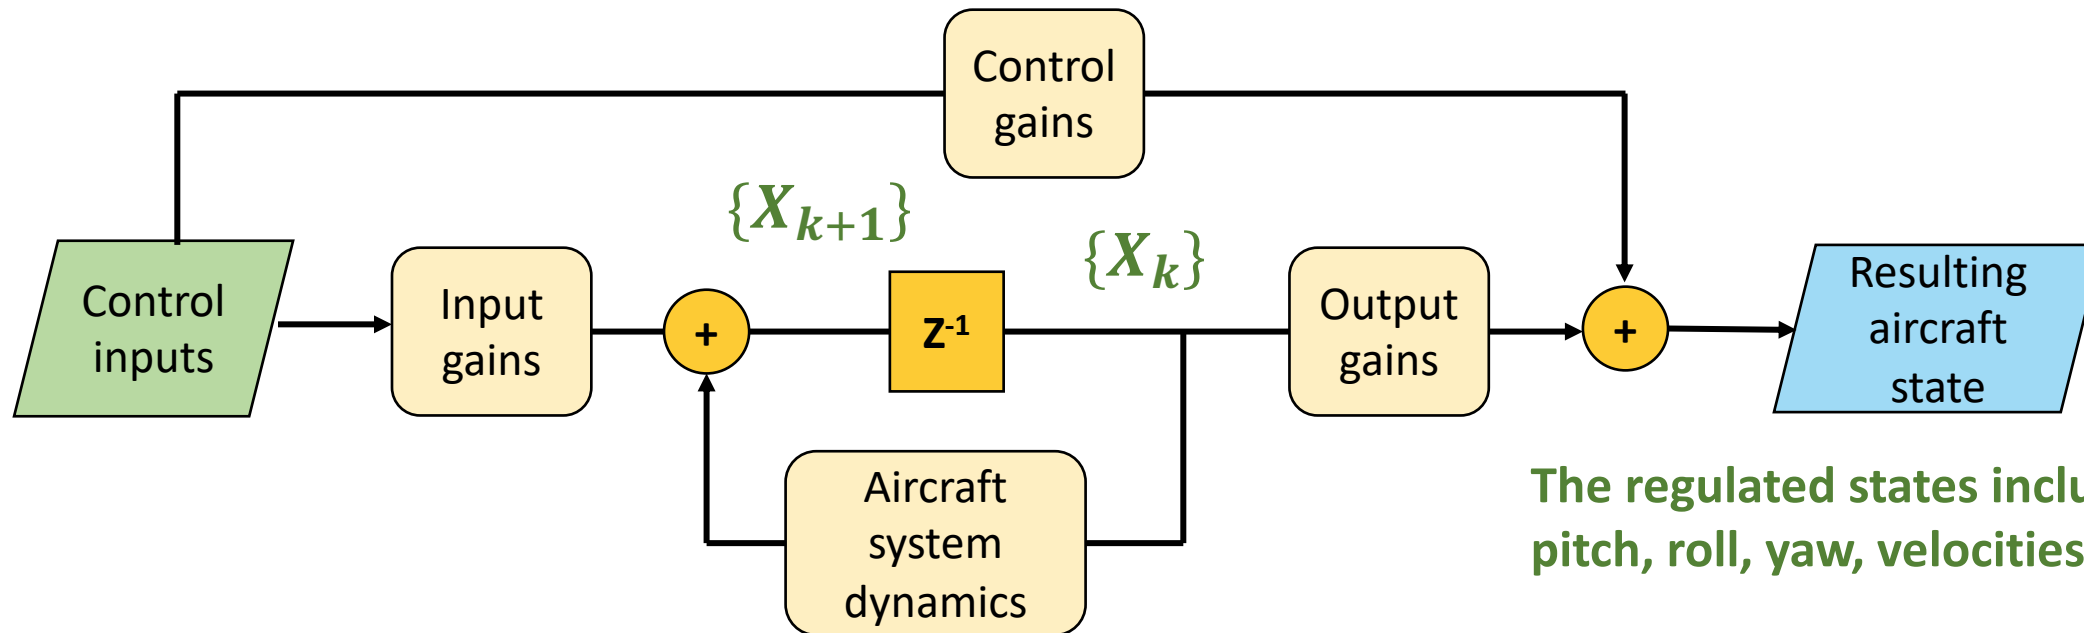 Control
gains
{X_{k+1}}
{X_k}
Control
inputs
Input
gains
+
Z⁻¹
Output
gains
+
Resulting
aircraft
state
Aircraft
system
dynamics
The regulated states inclu
pitch, roll, yaw, velocities